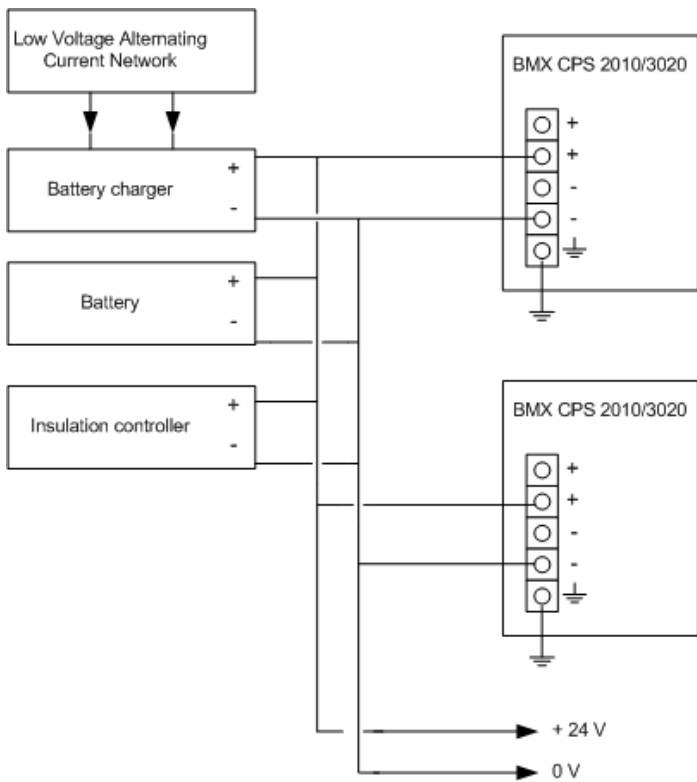 Low Voltage Alternating
Current Network
BMX CPS 2010/3020
+
+
-
-
Battery charger
+
-
Battery
+
-
Insulation controller
+
-
BMX CPS 2010/3020
+
+
-
-
+ 24 V
0 V